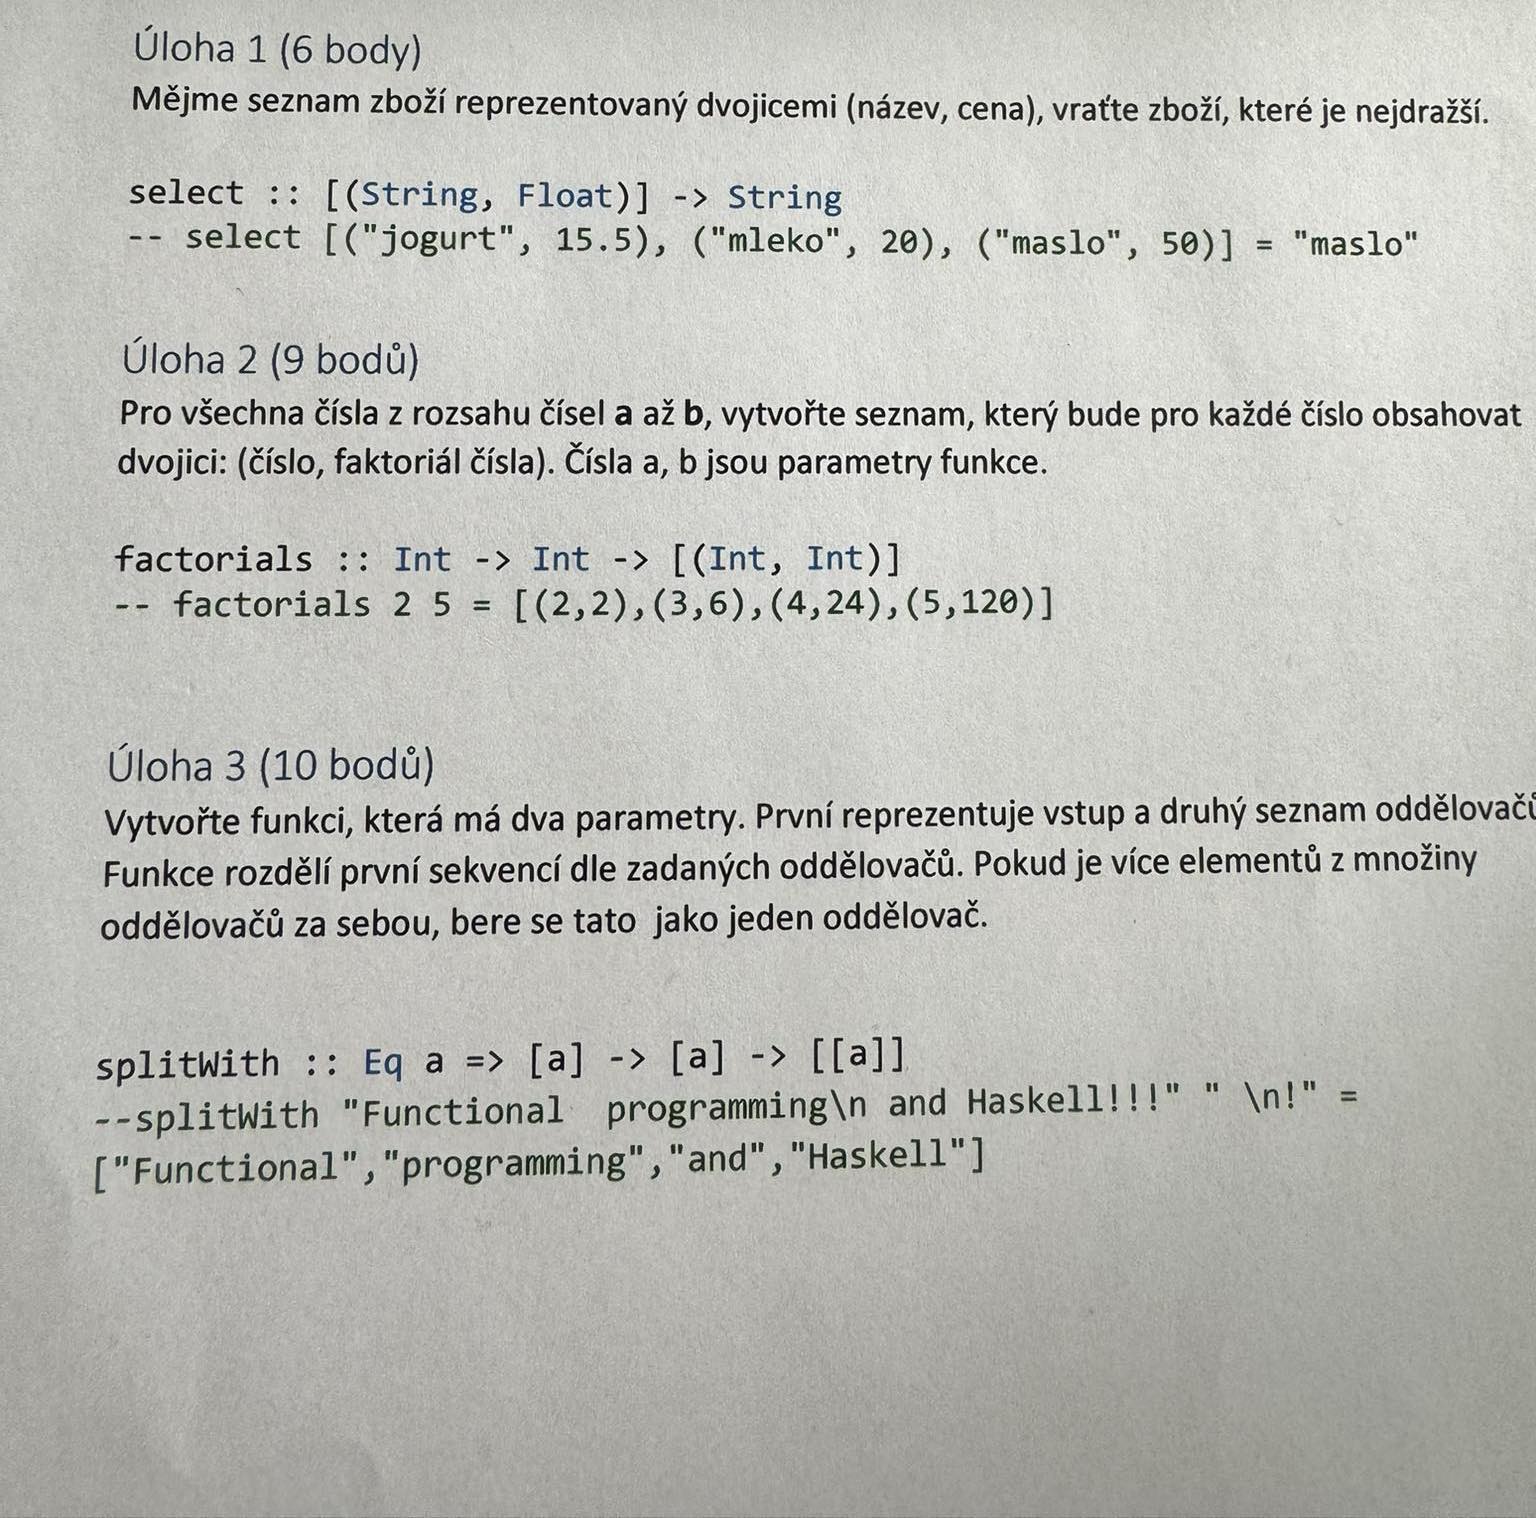 Úloha 1 (6 body)
Mějme seznam zboží reprezentovaný dvojicemi (název, cena), vraťte zboží, které je nejdražší.
select :: [(String, Float)] -> String
-- select [("jogurt", 15.5), ("mleko", 20), ("maslo", 50)] = "maslo"
Úloha 2 (9 bodů)
Pro všechna čísla z rozsahu čísel a až b, vytvořte seznam, který bude pro každé číslo obsahovat
dvojici: (číslo, faktoriál čísla). Čísla a, b jsou parametry funkce.
factorials :: Int -> Int -> [(Int, Int)]
-- factorials 2 5 = [(2,2),(3,6),(4,24),(5,120)]
Úloha 3 (10 bodů)
Vytvořte funkci, která má dva parametry. První reprezentuje vstup a druhý seznam oddělovačů
Funkce rozdělí první sekvencí dle zadaných oddělovačů. Pokud je více elementů z množiny
oddělovačů za sebou, bere se tato  jako jeden oddělovač.
splitWith :: Eq a => [a] -> [a] -> [[a]]
--splitWith "Functional  programming\n and Haskell!!!" " \n!" =
["Functional","programming","and","Haskell"]